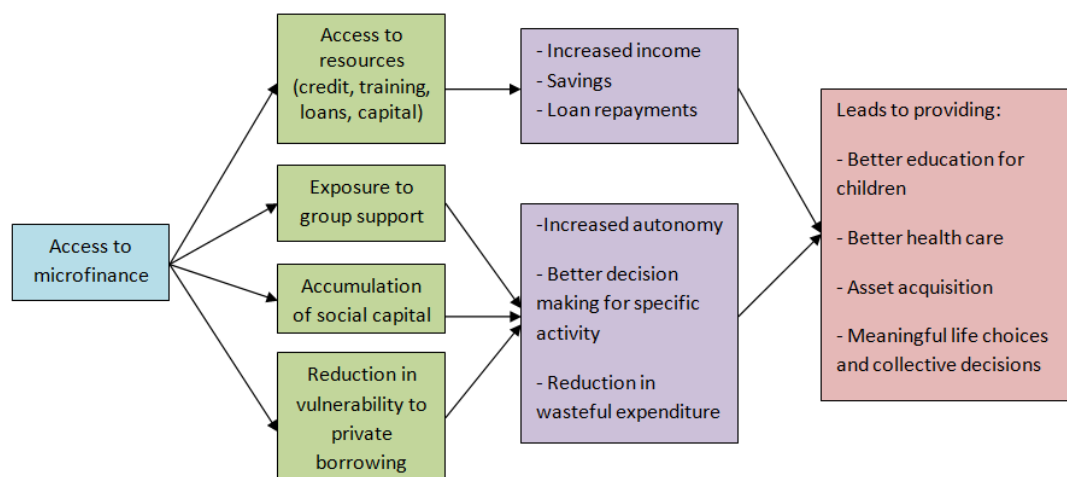 Access to
microfinance
Access to
resources
(credit, training,
loans, capital)
Exposure to
group support
Accumulation
of social capital
Reduction in
vulnerability to
private
borrowing
- Increased income
- Savings
- Loan repayments
-Increased autonomy
- Better decision
making for specific
activity
- Reduction in
wasteful expenditure
Leads to providing:
- Better education for
children
- Better health care
- Asset acquisition
- Meaningful life choices
and collective decisions